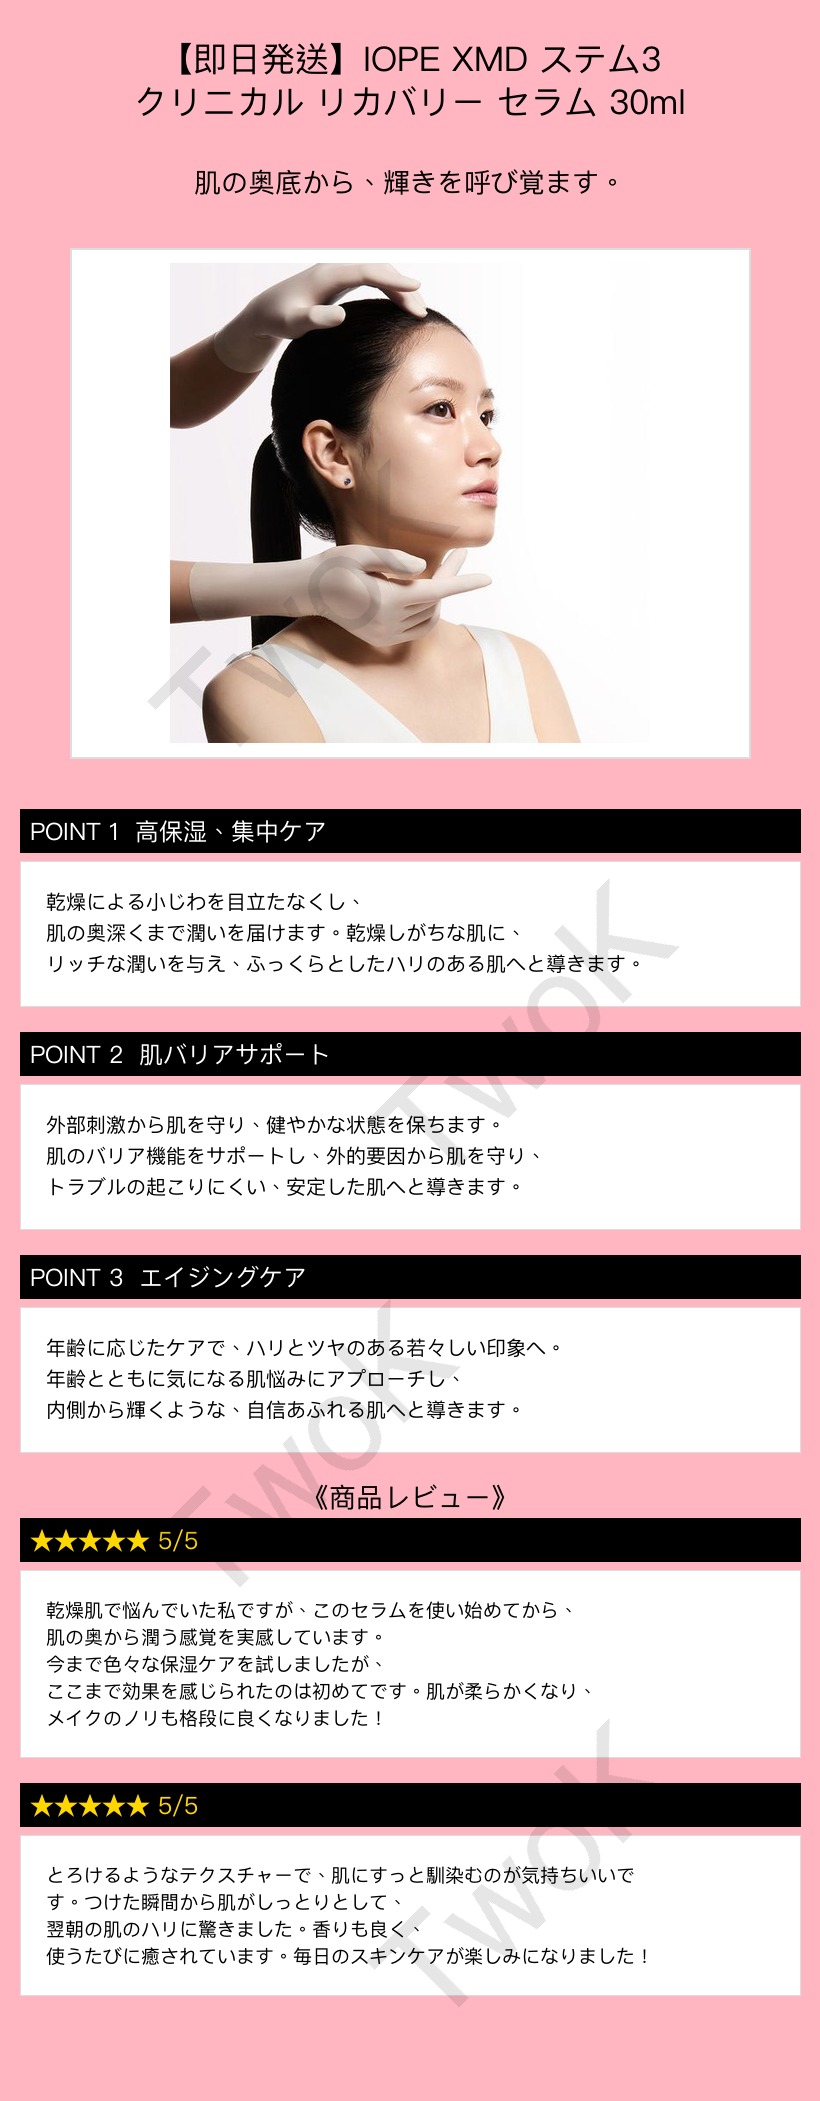 【即日発送】IOPE XMD ステム3
クリニカル リカバリー セラム 30ml
肌の奥底から、輝きを呼び覚ます。
TwoK
POINT 1 高保湿、集中ケア
乾燥による小じわを目立たなくし、
肌の奥深くまで潤いを届けます。乾燥しがちな肌に、
リッチな潤いを与え、ふっくらとしたハリのある肌へと導きます。
TwoK
POINT 2 肌バリアサポート
外部刺激から肌を守り、健やかな状態を保ちます。
肌のバリア機能をサポートし、外的要因から肌を守り、
トラブルの起こりにくい、安定した肌へと導きます。
POINT 3 エイジングケア
年齢に応じたケアで、ハリとツヤのある若々しい印象へ。
年齢とともに気になる肌悩みにアプローチし、
内側から輝くような、自信あふれる肌へと導きます。
TwoK
《商品レビュー》
★★★★★ 5/5
乾燥肌で悩んでいた私ですが、このセラムを使い始めてから、
肌の奥から潤う感覚を実感しています。
今まで色々な保湿ケアを試しましたが、
ここまで効果を感じられたのは初めてです。肌が柔らかくなり、
メイクのノリも格段に良くなりました！
★★★★★ 5/5
とろけるようなテクスチャーで、肌にすっと馴染むのが気持ちいいで
す。つけた瞬間から肌がしっとりとして、
翌朝の肌のハリに驚きました。香りも良く、
使うたびに癒されています。毎日のスキンケアが楽しみになりました！
TwoK